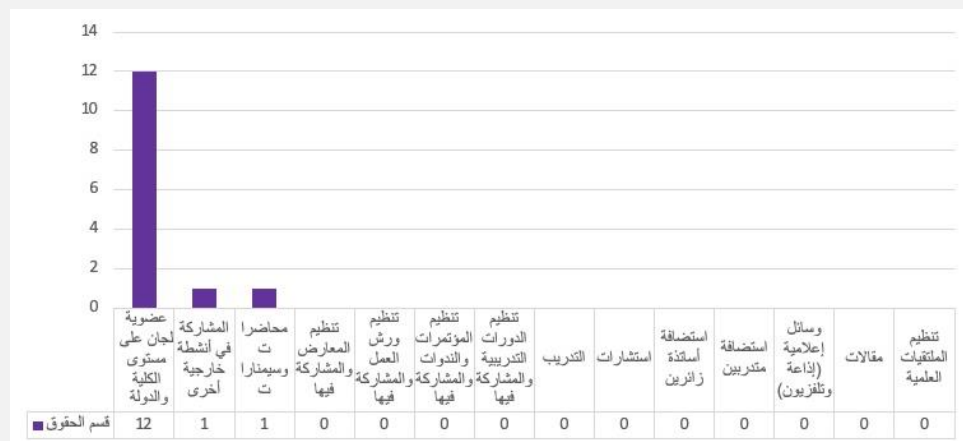 14
12
10
8
6
4
2
0
عضوية
لجان على
مستوى
الكلية
والدولة
المشاركة
في أنشطة
خارجية
أخرى
محاضرا
ت
وسيمنارا
ت
تنظيم
المعارض
والمشاركة
فيها
تنظيم
ورش
العمل
والمشاركة
فيها
تنظيم
المؤتمرات
والندوات
والمشاركة
فيها
تنظيم
الدورات
التدريبية
والمشاركة
فيها
التدريب
استشارات
استضافة
أساتذة
زائرين
استضافة
متدربين
وسائل
إعلامية
(إذاعة
وتلفزيون)
مقالات
تنظيم
الملتقيات
العلمية
قسم الحقوق 12 1 1 0 0 0 0 0 0 0 0 0 0 0